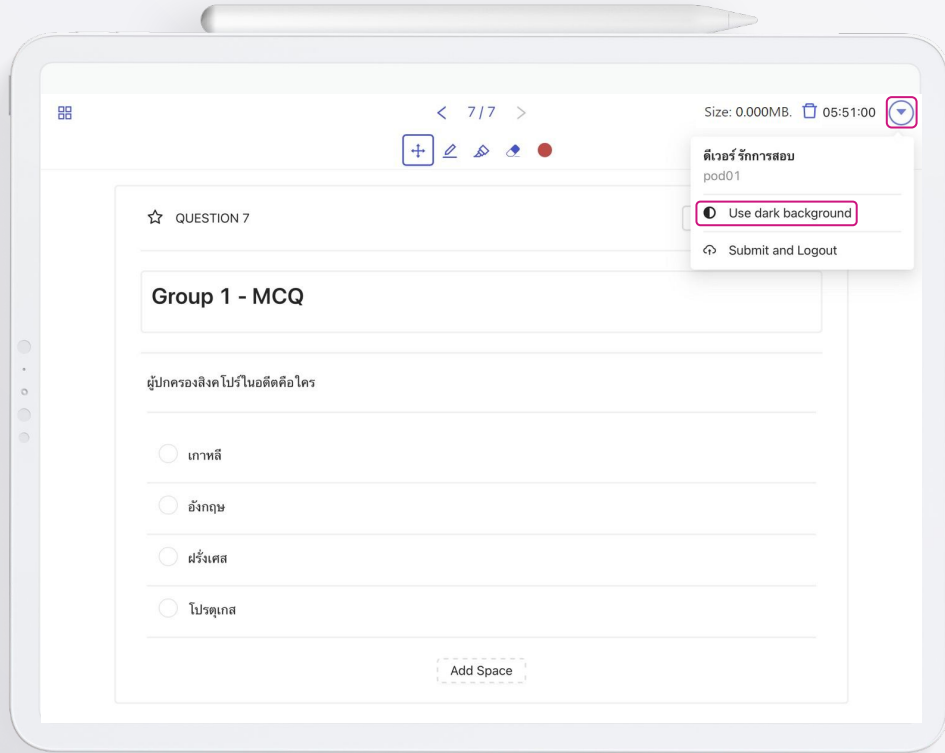 7/7
Size: 0.000MB. 05:51:00
ดีเวอร์ รักการสอบ
pod01
Use dark background
Submit and Logout
QUESTION 7
Group 1 - MCQ
ผู้ปกครองสิงคโปร์ในอดีตคือใคร
เกาหลี
อังกฤษ
ฝรั่งเศส
โปรตุเกส
Add Space